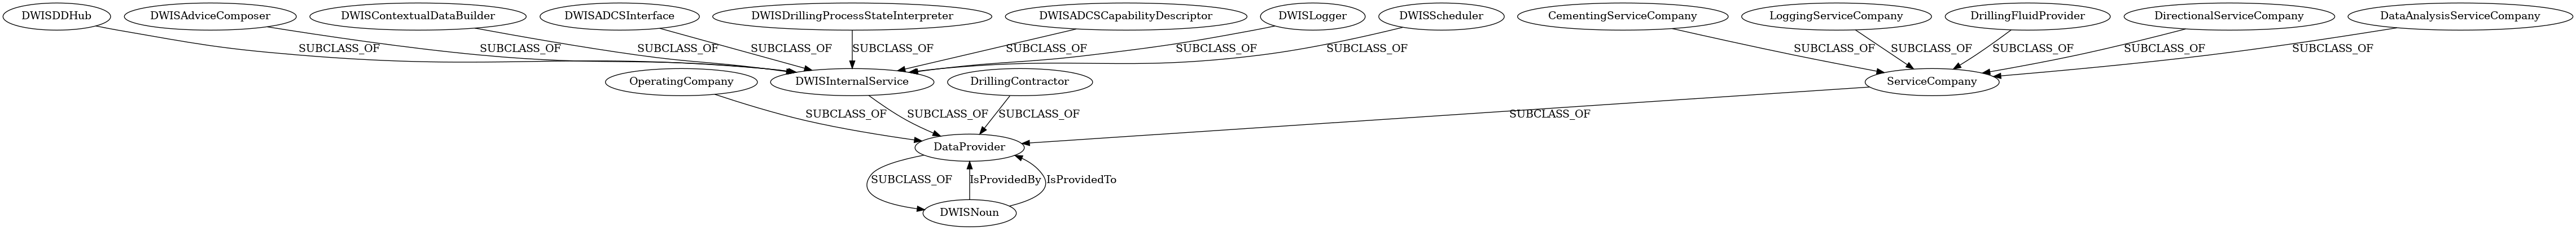 DWISDDHub
DWISAdviceComposer
DWISContextualDataBuilder
DWISADCSInterface
DWISDrillingProcessStateInterpreter
DWISADCSCapabilityDescriptor
DWISLogger
DWISScheduler
CementingServiceCompany
LoggingServiceCompany
DrillingFluidProvider
DirectionalServiceCompany
DataAnalysisServiceCompany
SUBCLASS_OF
SUBCLASS_OF
SUBCLASS_OF
SUBCLASS_OF
SUBCLASS_OF
SUBCLASS_OF
SUBCLASS_OF
SUBCLASS_OF
SUBCLASS_OF
SUBCLASS_OF
SUBCLASS_OF
SUBCLASS_OF
SUBCLASS_OF
OperatingCompany
DWISInternalService
DrillingContractor
ServiceCompany
SUBCLASS_OF
SUBCLASS_OF
SUBCLASS_OF
SUBCLASS_OF
DataProvider
SUBCLASS_OF
IsProvidedBy
IsProvidedTo
DWISNoun